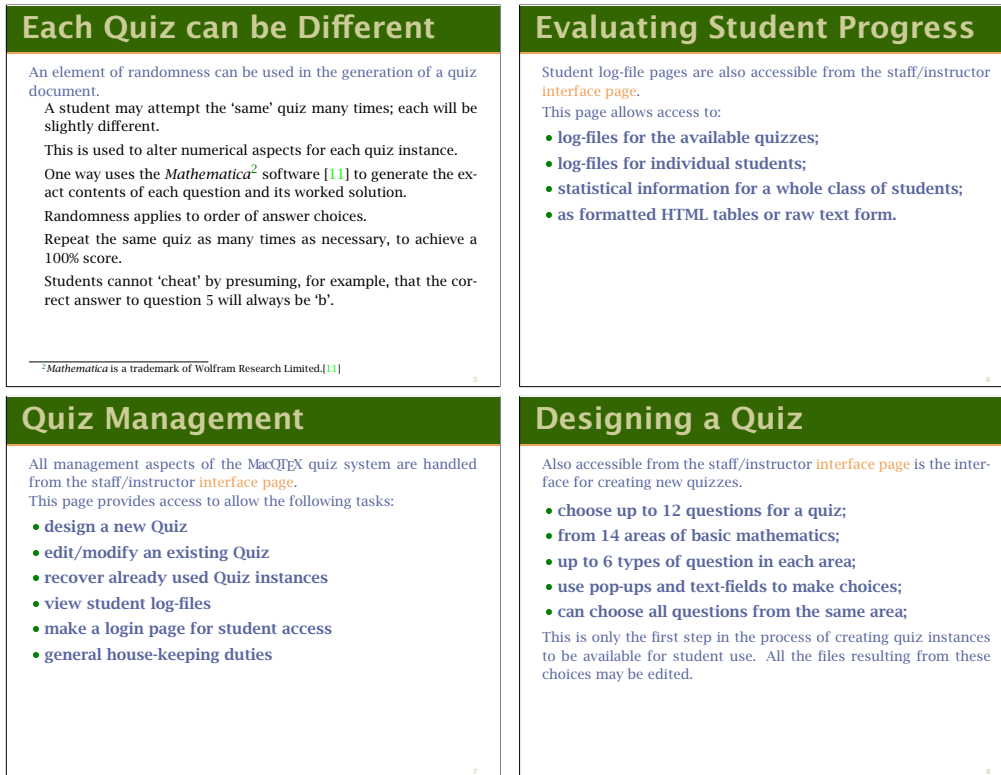 Each Quiz can be Different
An element of randomness can be used in the generation of a quiz
document.
A student may attempt the ‘same’ quiz many times; each will be
slightly different.
This is used to alter numerical aspects for each quiz instance.
One way uses the Mathematica2 software [11] to generate the ex-
act contents of each question and its worked solution.
Randomness applies to order of answer choices.
Repeat the same quiz as many times as necessary, to achieve a
100% score.
Students cannot ‘cheat’ by presuming, for example, that the cor-
rect answer to question 5 will always be ‘b’.
2Mathematica is a trademark of Wolfram Research Limited.[11]
5
Evaluating Student Progress
Student log-file pages are also accessible from the staff/instructor
interface page.
This page allows access to:
• log-files for the available quizzes;
• log-files for individual students;
• statistical information for a whole class of students;
• as formatted HTML tables or raw text form.
6
Quiz Management
All management aspects of the MacQTEX quiz system are handled
from the staff/instructor interface page.
This page provides access to allow the following tasks:
• design a new Quiz
• edit/modify an existing Quiz
• recover already used Quiz instances
• view student log-files
• make a login page for student access
• general house-keeping duties
7
Designing a Quiz
Also accessible from the staff/instructor interface page is the inter-
face for creating new quizzes.
• choose up to 12 questions for a quiz;
• from 14 areas of basic mathematics;
• up to 6 types of question in each area;
• use pop-ups and text-fields to make choices;
• can choose all questions from the same area;
This is only the first step in the process of creating quiz instances
to be available for student use. All the files resulting from these
choices may be edited.
8